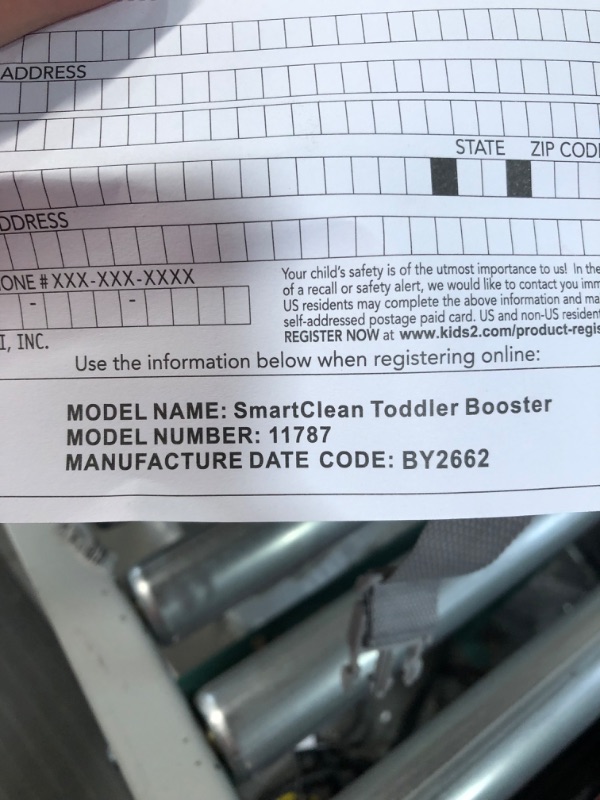 ADDRESS
STATE ZIP COD
DDRESS
ONE # XXX-XXX-XXXX
- -
I, INC.
Your child's safety is of the utmost importance to us! In the
of a recall or safety alert, we would like to contact you imm
US residents may complete the above information and ma
self-addressed postage paid card. US and non-US resident
REGISTER NOW at www.kids2.com/product-regis
Use the information below when registering online:
MODEL NAME: SmartClean Toddler Booster
MODEL NUMBER: 11787
MANUFACTURE DATE CODE: BY2662